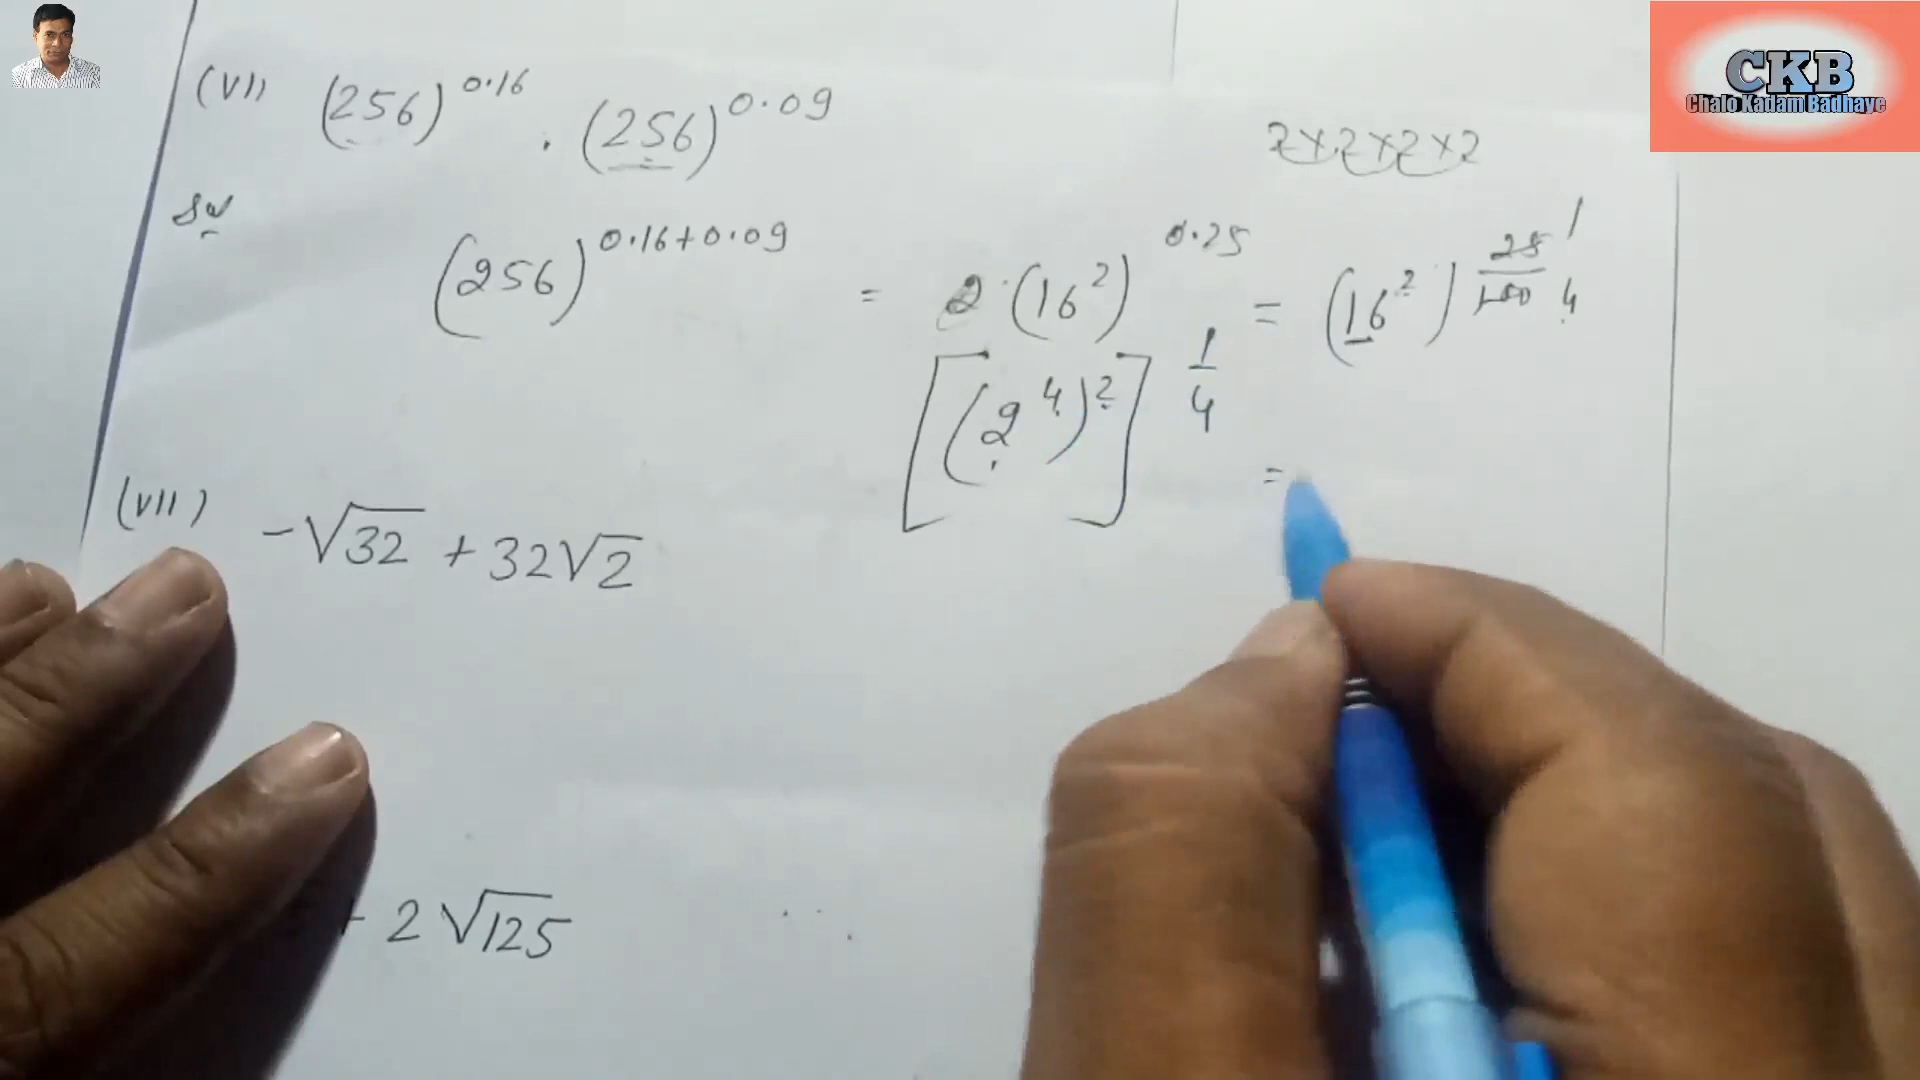 CKB
Chalo Kadam Badhaye
(VI) (256)^0.16 . (256)^0.09
2×2×2×2
(256)^0.16+0.09 = 2 (16^2)^0.25 = (16^2)^25/100 1/4
[(2^4)^2]^1/4 =
(VII) -√32 + 32√2
2√125